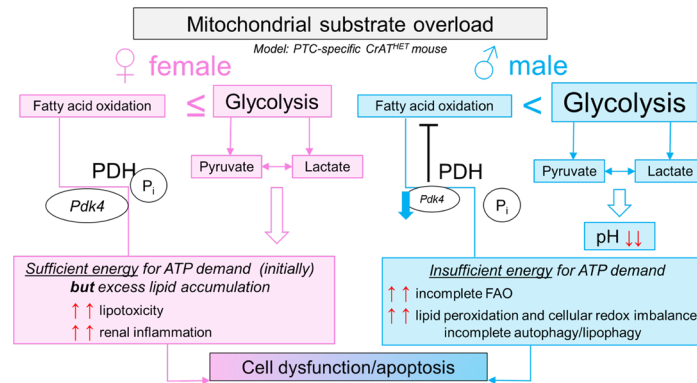 Mitochondrial substrate overload
Model: PTC-specific CrAT^HET mouse
♀ female
Fatty acid oxidation ≤ Glycolysis
Pyruvate
Lactate
PDH
Pi
Pdk4
Sufficient energy for ATP demand (initially)
but excess lipid accumulation
↑ ↑ lipotoxicity
↑ ↑ renal inflammation
♂ male
Fatty acid oxidation < Glycolysis
Pyruvate
Lactate
PDH
Pdk4
Pi
pH ↓↓
Insufficient energy for ATP demand
↑ ↑ incomplete FAO
↑ ↑ lipid peroxidation and cellular redox imbalance
incomplete autophagy/lipophagy
Cell dysfunction/apoptosis